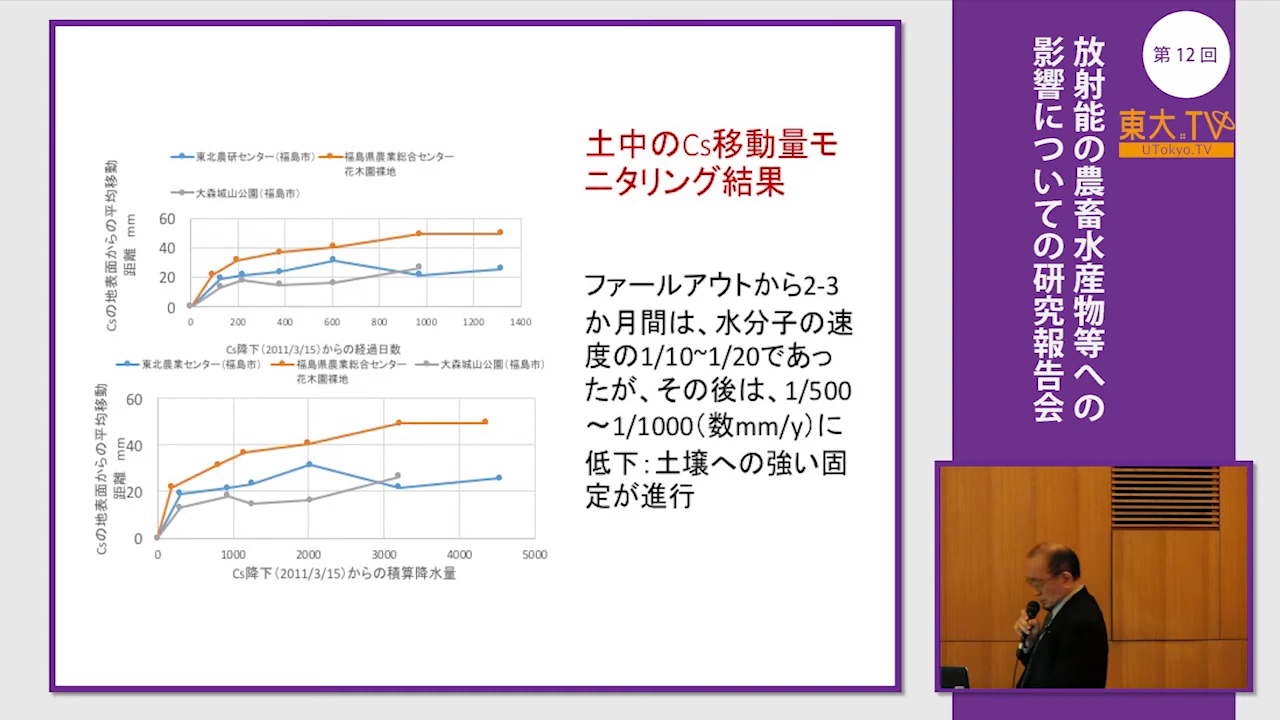 東北農研センター（福島市）
福島県農業総合センター
花木園裸地
大森城山公園（福島市）
Csの地表面からの平均移動
距離 mm
60
40
20
0
0 200 400 600 800 1000 1200 1400
Cs降下（2011/3/15）からの経過日数
東北農業センター（福島市）
福島県農業総合センター
花木園裸地
大森城山公園（福島市）
Csの地表面からの平均移動
距離 mm
60
40
20
0
0 1000 2000 3000 4000 5000
Cs降下（2011/3/15）からの積算降水量
土中のCs移動量モ
ニタリング結果
ファールアウトから2-3
か月間は、水分子の速
度の1/10~1/20であっ
たが、その後は、1/500
～1/1000（数mm/y）に
低下：土壌への強い固
定が進行
第 12 回
東大.TV
UTokyo.TV
放射能の農畜水産物等への
影響についての研究報告会